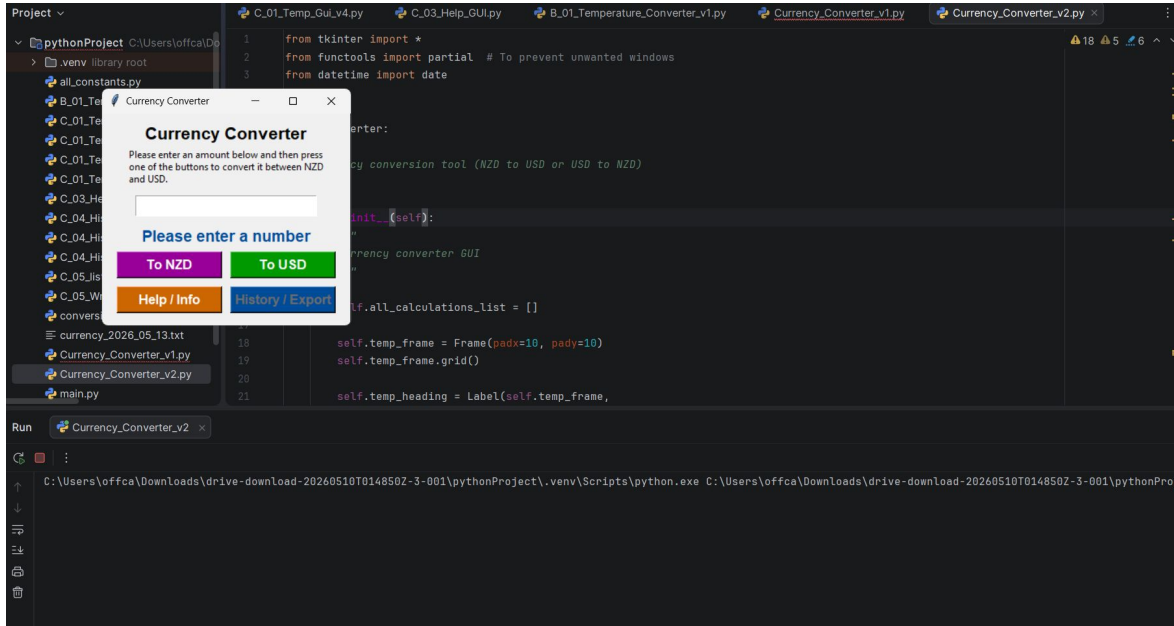 Project
C_01_Temp_Gui_v4.py
C_03_Help_GUI.py
B_01_Temperature_Converter_v1.py
Currency_Converter_v1.py
Currency_Converter_v2.py
pythonProject C:\Users\offca\Do
.venv library root
all_constants.py
B_01_Te
C_01_Te
C_01_Te
C_01_Te
C_01_Te
C_03_He
C_04_His
C_04_His
C_04_His
C_05_list
C_05_Wr
conversi
currency_2026_05_13.txt
Currency_Converter_v1.py
Currency_Converter_v2.py
main.py
18 5 6
1 from tkinter import *
2 from functools import partial # To prevent unwanted windows
3 from datetime import date
erter:
cy conversion tool (NZD to USD or USD to NZD)
init__(self):
"
rrency converter GUI
"
lf.all_calculations_list = []
17
18 self.temp_frame = Frame(padx=10, pady=10)
19 self.temp_frame.grid()
20
21 self.temp_heading = Label(self.temp_frame,
Currency Converter
Currency Converter
Please enter an amount below and then press
one of the buttons to convert it between NZD
and USD.
Please enter a number
To NZD
To USD
Help / Info
History / Export
Run
Currency_Converter_v2
C:\Users\offca\Downloads\drive-download-20260510T014850Z-3-001\pythonProject\.venv\Scripts\python.exe C:\Users\offca\Downloads\drive-download-20260510T014850Z-3-001\pythonPro